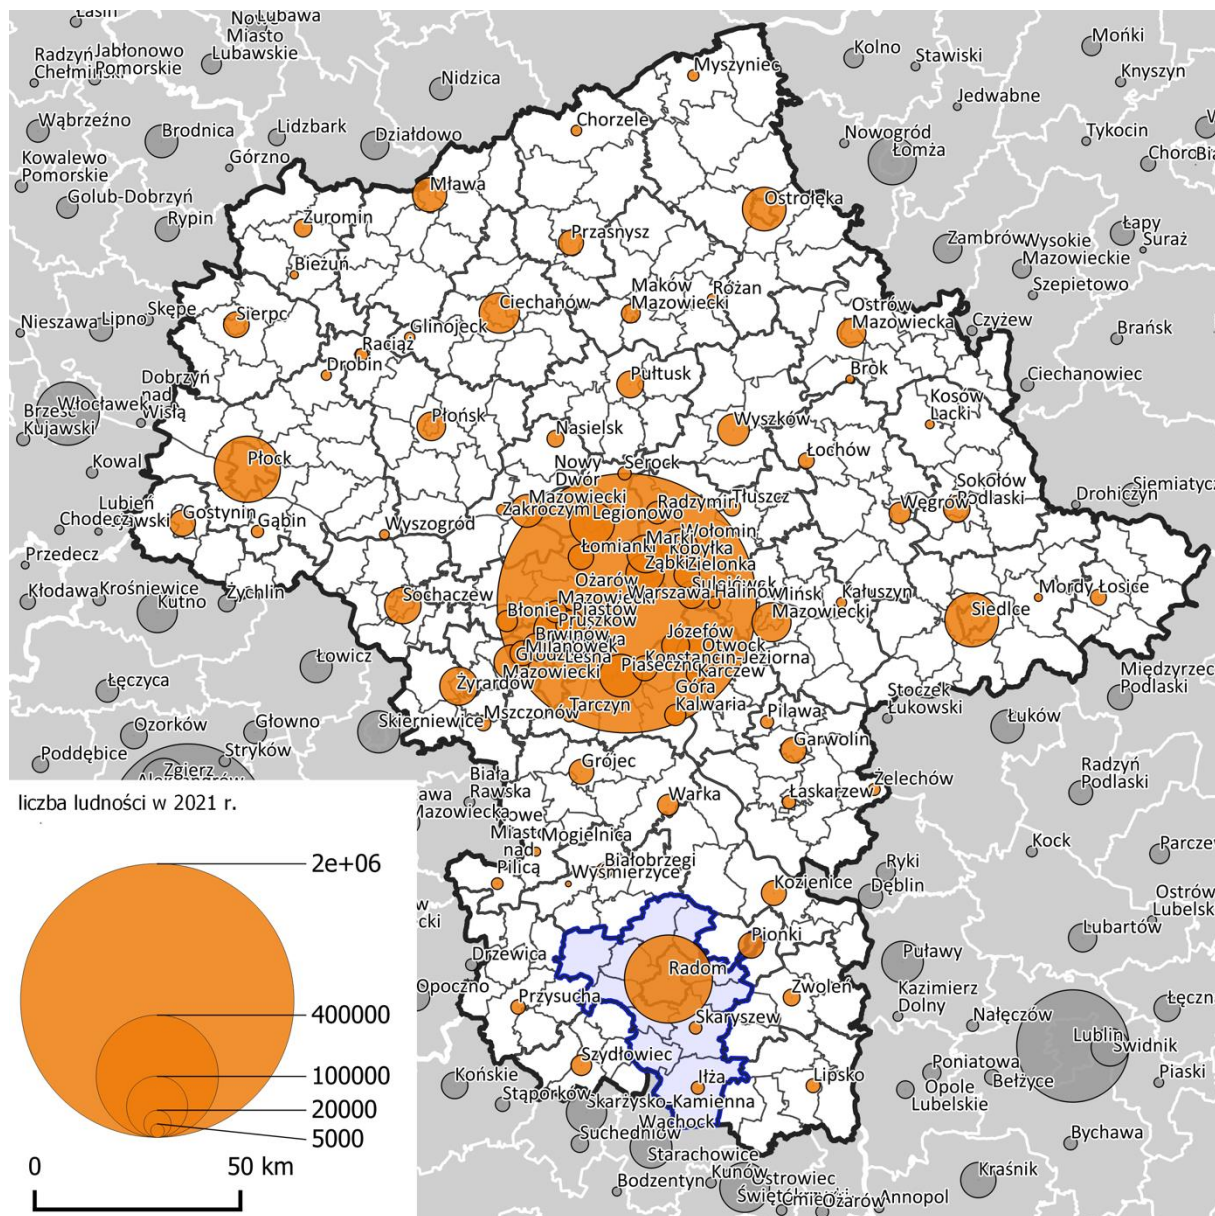 Łasin
Lubawa
Nowe
Miasto
Lubawskie
Radzyń
Jabłonowo
Pomorskie
Nidzica
Myszyniec
Kolno
Stawiski
Mońki
Knyszyn
Jedwabne
Wąbrzeźno
Brodnica
Lidzbark
Działdowo
Chorzele
Nowogród
Łomża
Tykocin
Kowalewo
Pomorskie
Górzno
Golub-Dobrzyń
Mława
Ostrołęka
Rypin
Żuromin
Przasnysz
Zambrów
Wysokie
Mazowieckie
Łapy
Suraż
Bieżuń
Szepietowo
Maków
Mazowiecki
Różan
Ciechanów
Skępe
Lipno
Nieszawa
Sierpc
Glinojeck
Raciąż
Ostrów
Mazowiecka
Czyżew
Brańsk
Drobin
Pułtusk
Brok
Ciechanowiec
Dobrzyń
nad
Wisłą
Włocławek
Brześć
Kujawski
Kosów
Lacki
Płońsk
Nasielsk
Wyszków
Kowal
Płock
Łochów
Nowy
Dwór
Mazowiecki
Serock
Sokołów
Podlaski
Siemiatycze
Drohiczyn
Lubień
Kujawski
Chodecz
Gostynin
Gąbin
Wyszogród
Zakroczym
Legionowo
Radzymin
Tłuszcz
Węgrów
Przedecz
Wołomin
Marki
Kobyłka
Łomianki
Ząbki
Zielonka
Kłodawa
Krośniewice
Żychlin
Kutno
Sochaczew
Ożarów
Mazowiecki
Warszawa
Sulejówek
Halinów
Mińsk
Mazowiecki
Kałuszyn
Mordy
Łosice
Siedlce
Błonie
Piastów
Pruszków
Brwinów
Milanówek
Mazowiecki
Józefów
Otwock
Konstancin-Jeziorna
Piaseczno
Karczew
Góra
Kalwaria
Łowicz
Żyrardów
Łęczyca
Międzyrzec
Podlaski
Stoczek
Łukowski
Łuków
Ozorków
Głowno
Skierniewice
Mszczonów
Tarczyn
Pilawa
Poddębice
Stryków
Zgierz
Garwolin
Grójec
Radzyń
Podlaski
Biała
Rawska
Mazowiecka
Warka
Łaskarzew
Żelechów
Nowe
Miasto
nad
Pilicą
Mogielnica
Białobrzegi
Wyśmierzyce
Kock
Ryki
Dęblin
Kozienice
Pionki
Lubartów
Puławy
Drzewica
Radom
Opoczno
Przysucha
Zwoleń
Kazimierz
Dolny
Nałęczów
Skaryszew
Lublin
Świdnik
Szydłowiec
Iłża
Lipsko
Poniatowa
Opole
Lubelskie
Bełżyce
Piaski
Końskie
Stąporków
Skarżysko-Kamienna
Wąchock
Suchedniów
Starachowice
Bychawa
Bodzentyn
Kunów
Ostrowiec
Ożarów
Annopol
Kraśnik
liczba ludności w 2021 r.
2e+06
400000
100000
20000
5000
0 50 km